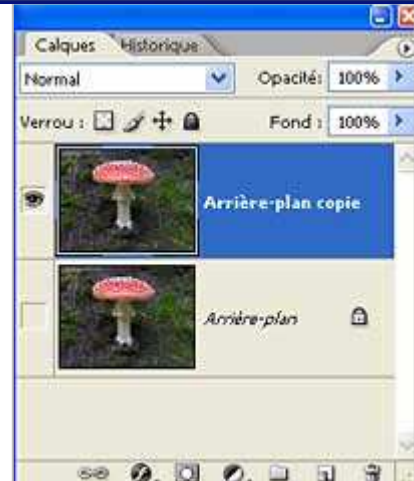 Calques Historique
Normal Opacité: 100%
Verrou : Fond : 100%
Arrière-plan copie
Arrière-plan